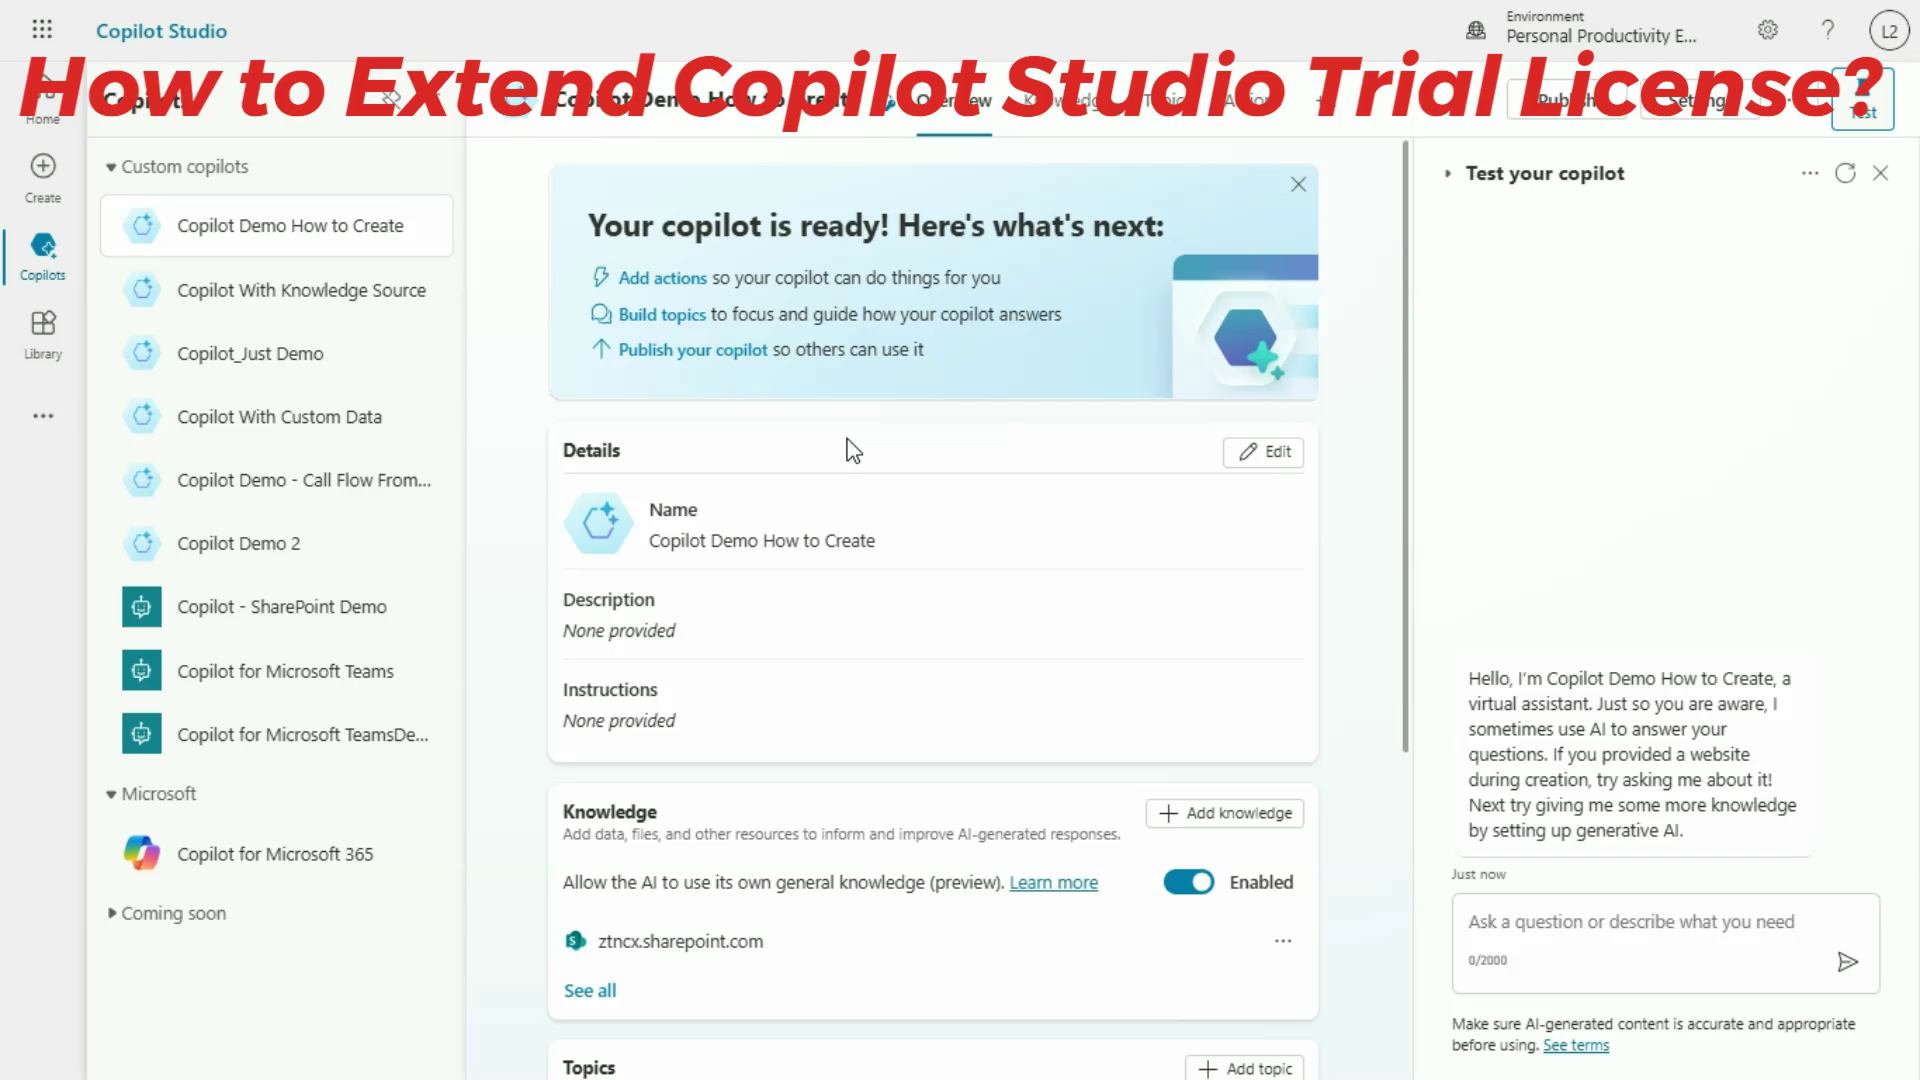 Copilot Studio
Environment
Personal Productivity E...
L2
How to Extend Copilot Studio Trial License?
Home
Create
Copilots
Library
Custom copilots
Copilot Demo How to Create
Copilot With Knowledge Source
Copilot_Just Demo
Copilot With Custom Data
Copilot Demo - Call Flow From...
Copilot Demo 2
Copilot - SharePoint Demo
Copilot for Microsoft Teams
Copilot for Microsoft TeamsDe...
Microsoft
Copilot for Microsoft 365
Coming soon
Overview
Test
Your copilot is ready! Here's what's next:
Add actions so your copilot can do things for you
Build topics to focus and guide how your copilot answers
Publish your copilot so others can use it
Details
Edit
Name
Copilot Demo How to Create
Description
None provided
Instructions
None provided
Knowledge
Add data, files, and other resources to inform and improve AI-generated responses.
Add knowledge
Allow the AI to use its own general knowledge (preview). Learn more
Enabled
ztncx.sharepoint.com
See all
Topics
Add topic
Test your copilot
Hello, I'm Copilot Demo How to Create, a
virtual assistant. Just so you are aware, I
sometimes use AI to answer your
questions. If you provided a website
during creation, try asking me about it!
Next try giving me some more knowledge
by setting up generative AI.
Just now
Ask a question or describe what you need
0/2000
Make sure AI-generated content is accurate and appropriate
before using. See terms